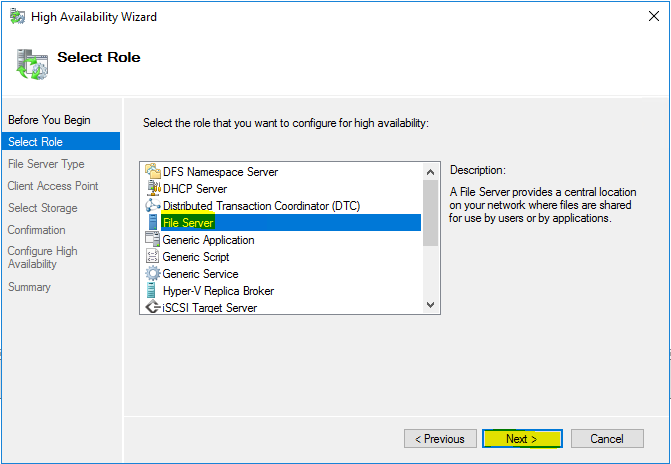 High Availability Wizard
Select Role
Before You Begin
Select Role
File Server Type
Client Access Point
Select Storage
Confirmation
Configure High
Availability
Summary
Select the role that you want to configure for high availability:
DFS Namespace Server
DHCP Server
Distributed Transaction Coordinator (DTC)
File Server
Generic Application
Generic Script
Generic Service
Hyper-V Replica Broker
iSCSI Target Server
Description:
A File Server provides a central location
on your network where files are shared
for use by users or by applications.
< Previous
Next >
Cancel